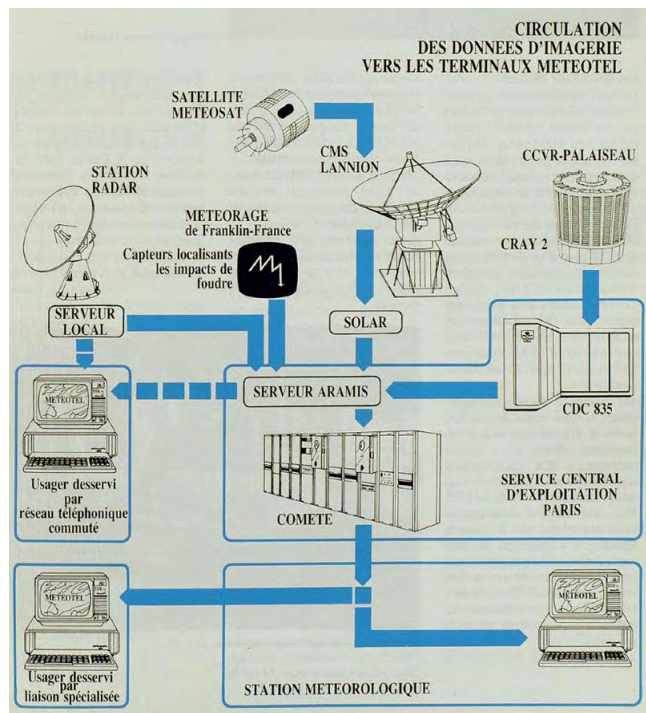 CIRCULATION
DES DONNEES D'IMAGERIE
VERS LES TERMINAUX METEOTEL
SATELLITE
METEOSAT
CMS
LANNION
CCVR-PALAISEAU
STATION
RADAR
METEORAGE
de Franklin-France
Capteurs localisants
les impacts de
foudre
CRAY 2
SERVEUR
LOCAL
SOLAR
METEOTEL
SERVEUR ARAMIS
CDC 835
Usager desservi
par
réseau téléphonique
commuté
COMETE
SERVICE CENTRAL
D'EXPLOITATION
PARIS
METEOTEL
METEOTEL
Usager desservi
par
liaison spécialisée
STATION METEOROLOGIQUE